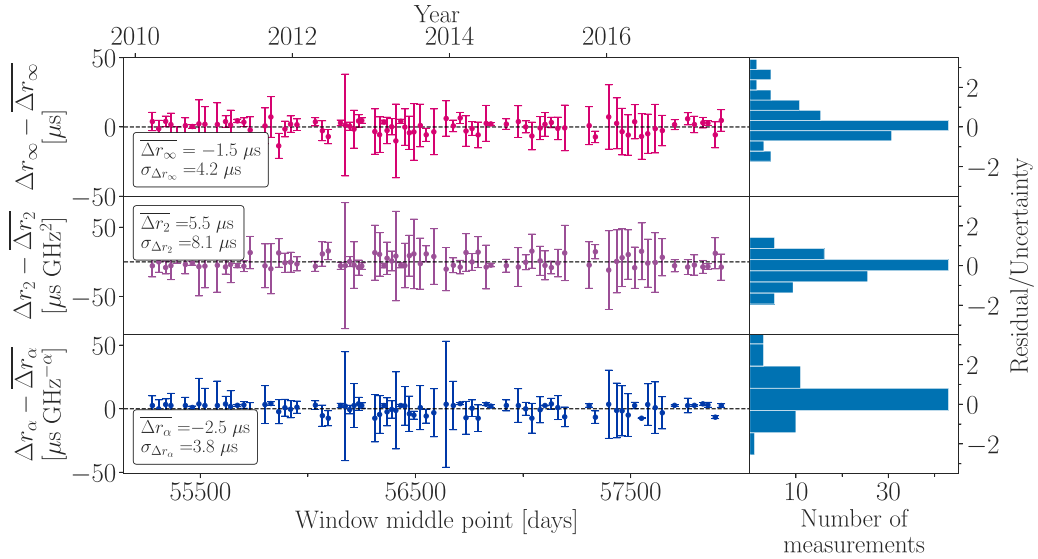 Year
2010 2012 2014 2016
Δr∞ − Δr∞
[μs]
50
0
−50
Δr∞ = −1.5 μs
σΔr∞ = 4.2 μs
2
0
−2
Δr2 − Δr2
[μs GHz²]
50
0
−50
Δr2 =5.5 μs
σΔr2 = 8.1 μs
2
0
−2
Δrα − Δrα
[μs GHz−α]
50
0
−50
Δrα =−2.5 μs
σΔrα = 3.8 μs
2
0
−2
Residual/Uncertainty
55500 56500 57500
Window middle point [days]
10 30
Number of
measurements